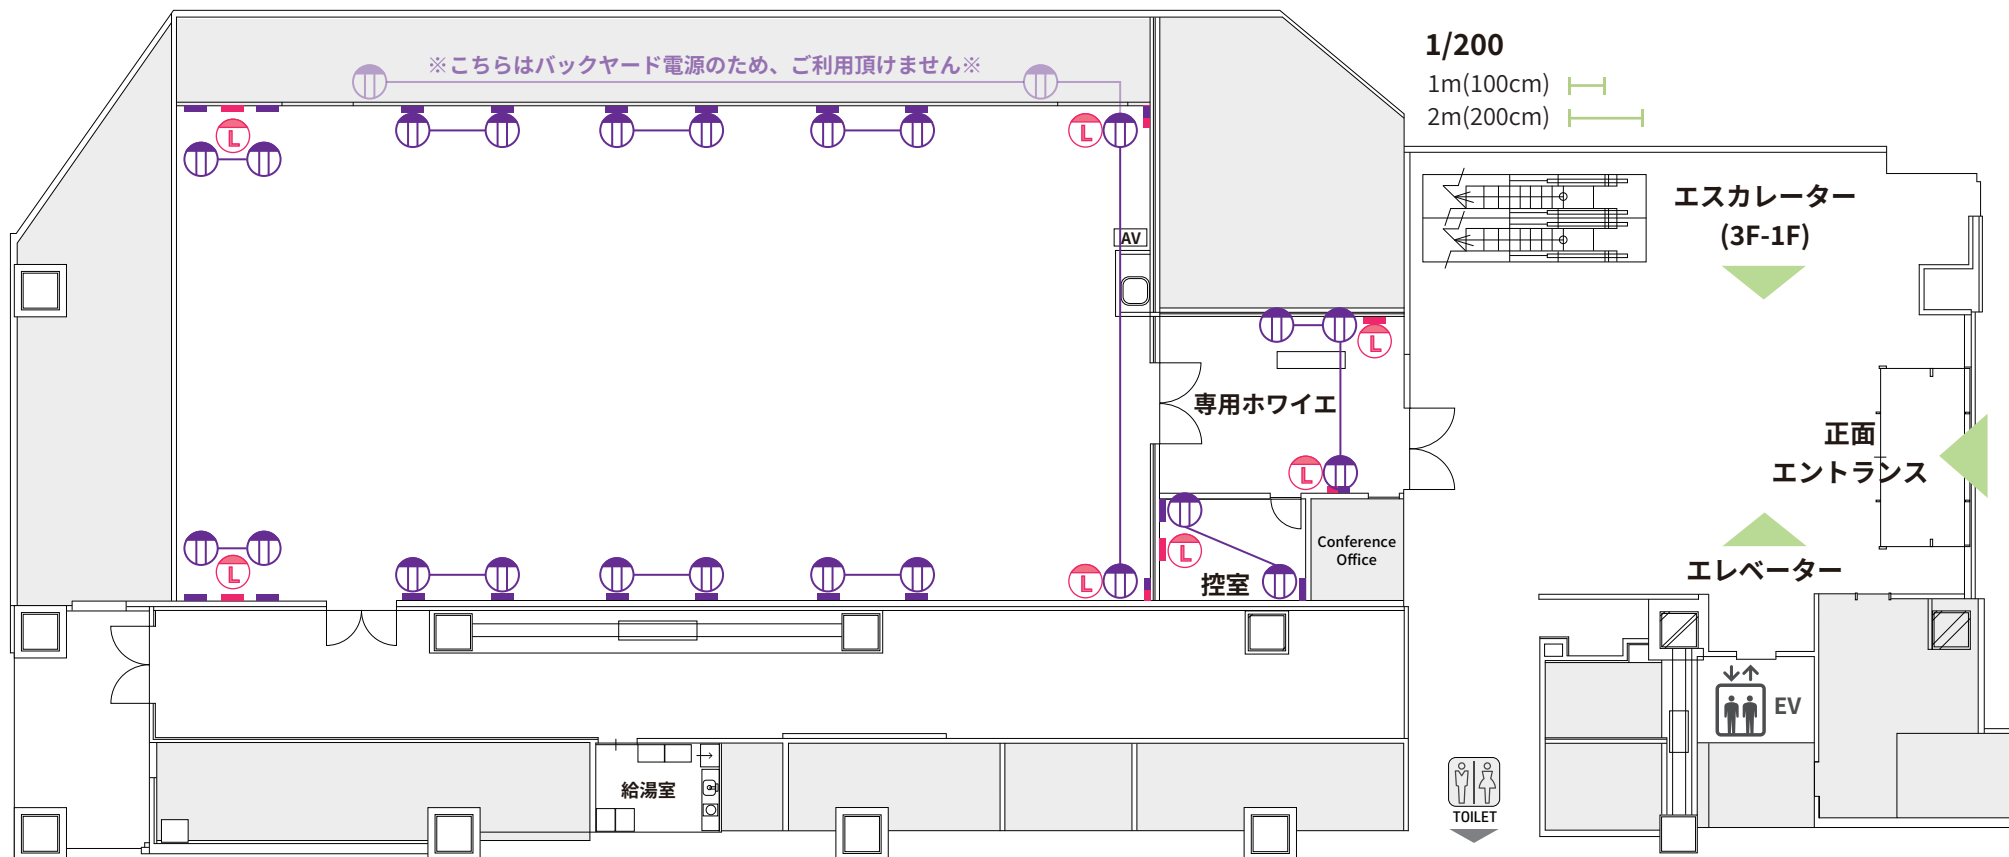 ※こちらはバックヤード電源のため、ご利用頂けません※
1/200
1m(100cm)
2m(200cm)
L
L
エスカレーター
(3F-1F)
AV
L
専用ホワイエ
正面
エントランス
L
L
Conference
Office
L
L
控室
エレベーター
EV
給湯室
TOILET